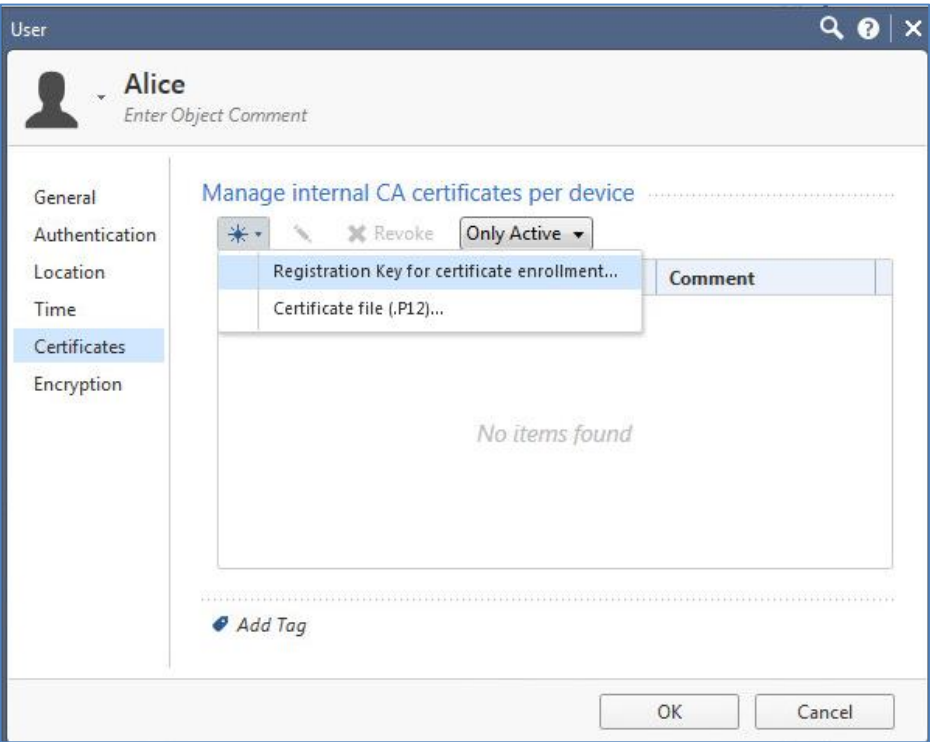 User
Alice
Enter Object Comment
General
Authentication
Location
Time
Certificates
Encryption
Manage internal CA certificates per device
Revoke
Only Active
Registration Key for certificate enrollment...
Certificate file (.P12)...
Comment
No items found
Add Tag
OK
Cancel